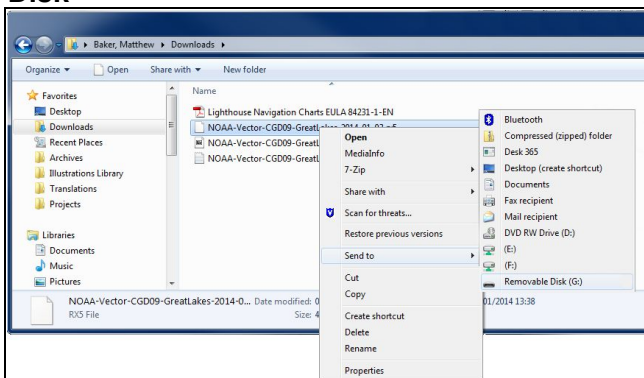 Disk
Baker, Matthew ▸ Downloads ▸
Organize ▾ Open Share with ▾ New folder
Favorites
Desktop
Downloads
Recent Places
Archives
Illustrations Library
Translations
Projects
Libraries
Documents
Music
Pictures
Name
Lighthouse Navigation Charts EULA 84231-1-EN
NOAA-Vector-CGD09-GreatLakes-2014-01-02
NOAA-Vector-CGD09-GreatL
NOAA-Vector-CGD09-GreatL
Open
MediaInfo
7-Zip
Share with
Scan for threats...
Restore previous versions
Send to
Cut
Copy
Create shortcut
Delete
Rename
Properties
Bluetooth
Compressed (zipped) folder
Desk 365
Desktop (create shortcut)
Documents
Fax recipient
Mail recipient
DVD RW Drive (D:)
(E:)
(F:)
Removable Disk (G:)
NOAA-Vector-CGD09-GreatLakes-2014-0... Date modified: 0 01/2014 13:38
RX5 File Size: 4